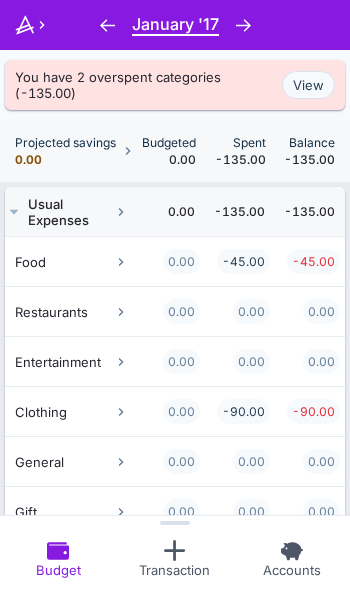 January '17
You have 2 overspent categories
(-135.00)
View
Projected savings Budgeted Spent Balance
0.00 0.00 -135.00 -135.00
Usual
Expenses 0.00 -135.00 -135.00
Food 0.00 -45.00 -45.00
Restaurants 0.00 0.00 0.00
Entertainment 0.00 0.00 0.00
Clothing 0.00 -90.00 -90.00
General 0.00 0.00 0.00
Gift 0.00 0.00 0.00
Budget Transaction Accounts